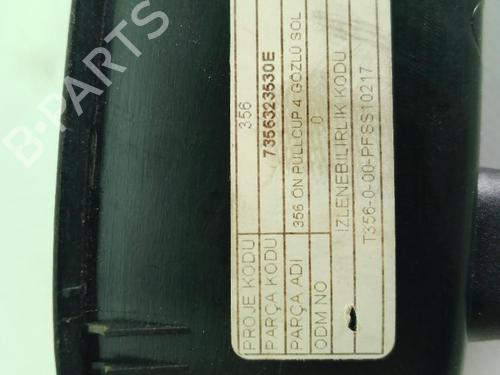 PROJE KODU 356
PARÇA KODU 7356323530E
PARÇA ADI 356 ÖN PULLCUP 4 GÖZLÜ SOL
ODM NO 0
İZLENEBİLİRLİK KODU
T356-0-00-PFSS10217
B-PARTS